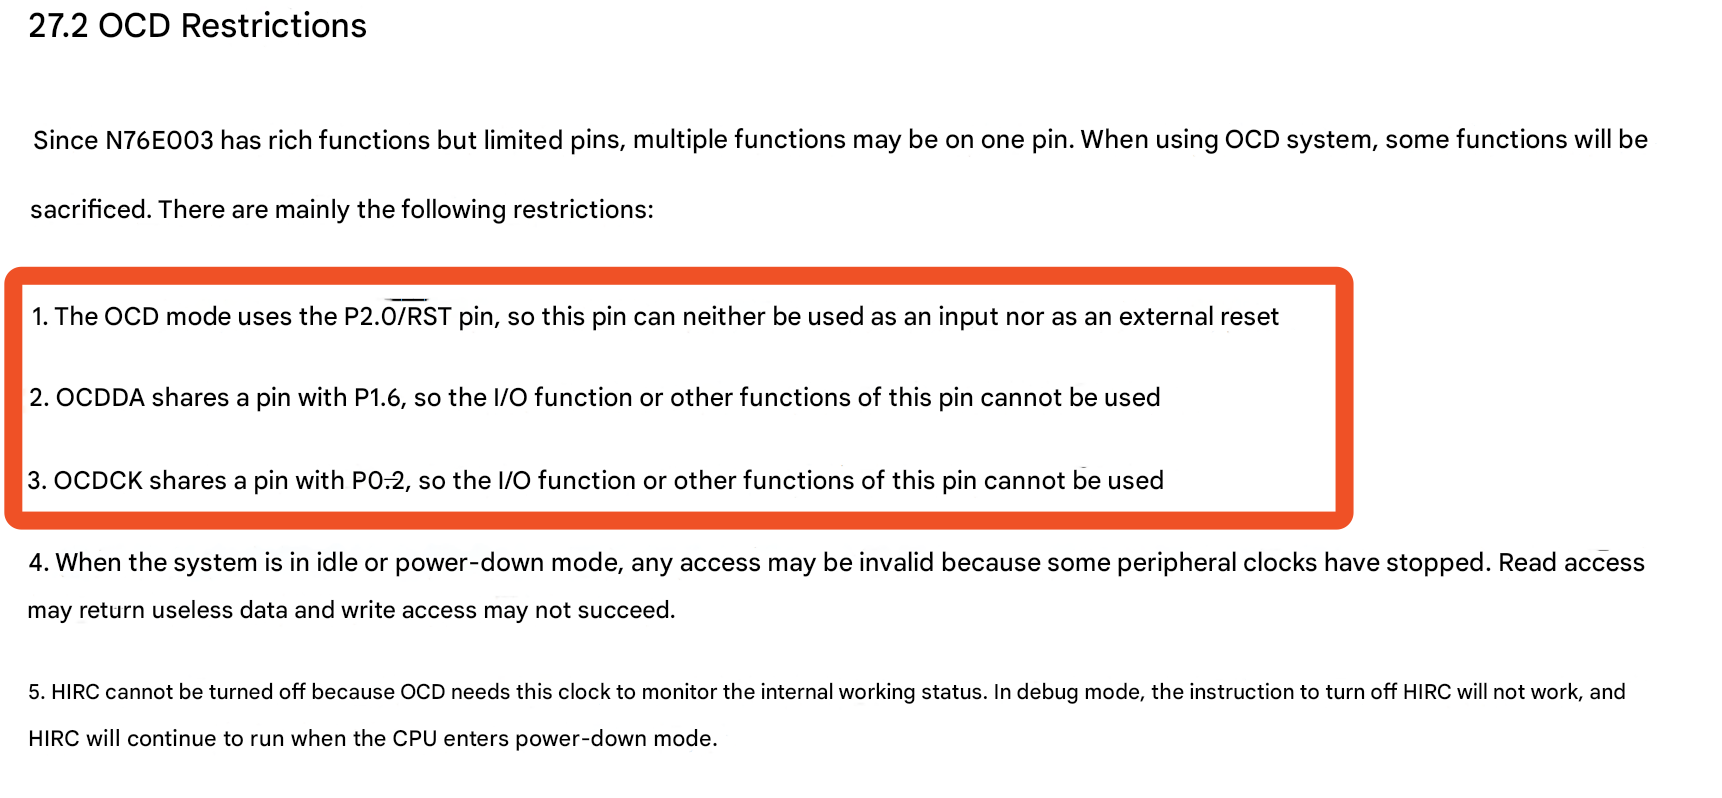 27.2 OCD Restrictions
Since N76E003 has rich functions but limited pins, multiple functions may be on one pin. When using OCD system, some functions will be
sacrificed. There are mainly the following restrictions:
1. The OCD mode uses the P2.0/RST pin, so this pin can neither be used as an input nor as an external reset
2. OCDDA shares a pin with P1.6, so the I/O function or other functions of this pin cannot be used
3. OCDCK shares a pin with P0.2, so the I/O function or other functions of this pin cannot be used
4. When the system is in idle or power-down mode, any access may be invalid because some peripheral clocks have stopped. Read access
may return useless data and write access may not succeed.
5. HIRC cannot be turned off because OCD needs this clock to monitor the internal working status. In debug mode, the instruction to turn off HIRC will not work, and
HIRC will continue to run when the CPU enters power-down mode.